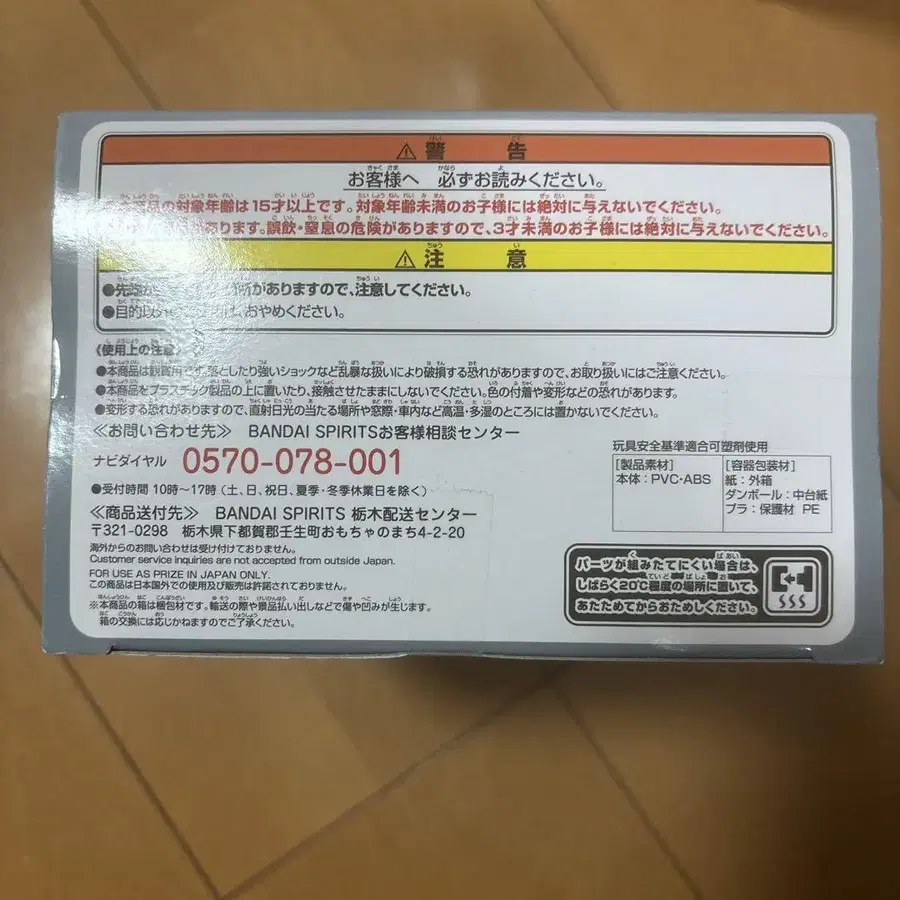 警告
お客様へ 必ずお読みください。
品の対象年齢は15才以上です。対象年齢未満のお子様には絶対に与えないでください。
があります。誤飲・窒息の危険がありますので、3才未満のお子様には絶対に与えないでください。
注意
●先 がありますので、注意してください。
●目的以外 は、おやめください。
《使用上の注意》
●本商品は観賞用です。落としたり強いショックなど乱暴な扱いにより破損する恐れがありますので、お取り扱いにはご注意ください。
●本商品をプラスチック製品の上に置いたり、接触させたままにしないでください。色の付着や変形などの恐れがあります。
●変形する恐れがありますので、直射日光の当たる場所や窓際・車内など高温・多湿のところには置かないでください。
≪お問い合わせ先≫ BANDAI SPIRITSお客様相談センター
ナビダイヤル 0570-078-001
●受付時間 10時〜17時(土、日、祝日、夏季・冬季休業日を除く)
≪商品送付先≫ BANDAI SPIRITS 栃木配送センター
〒321-0298 栃木県下都賀郡壬生町おもちゃのまち4-2-20
海外からのお問い合わせは受け付けておりません。
Customer service inquiries are not accepted from outside Japan.
FOR USE AS PRIZE IN JAPAN ONLY.
この商品は日本国外での使用及び販売は許諾されておりません。
※本商品の箱は梱包材です。輸送の際や景品払い出しなどで傷や凹みが生じます。
箱の交換には応じかねますのでご了承ください。
玩具安全基準適合可塑剤使用
[製品素材]
本体:PVC・ABS
[容器包装材]
紙:外箱
ダンボール:中台紙
プラ:保護材 PE
パーツが組みたてにくい場合は、
しばらく20℃程度の場所に置いて、
あたためてからおためしください。